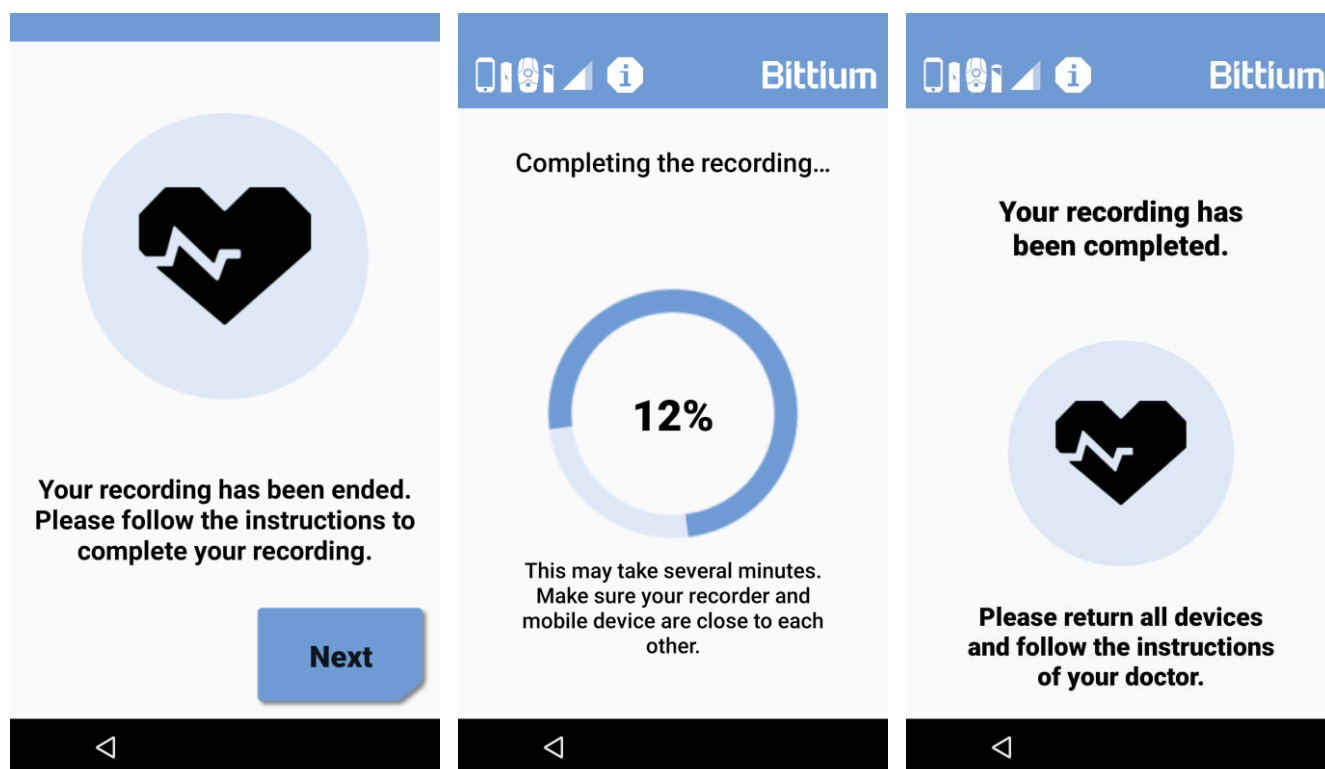 Your recording has been ended.
Please follow the instructions to
complete your recording.
Next
Bittium
Completing the recording...
12%
This may take several minutes.
Make sure your recorder and
mobile device are close to each
other.
Bittium
Your recording has
been completed.
Please return all devices
and follow the instructions
of your doctor.